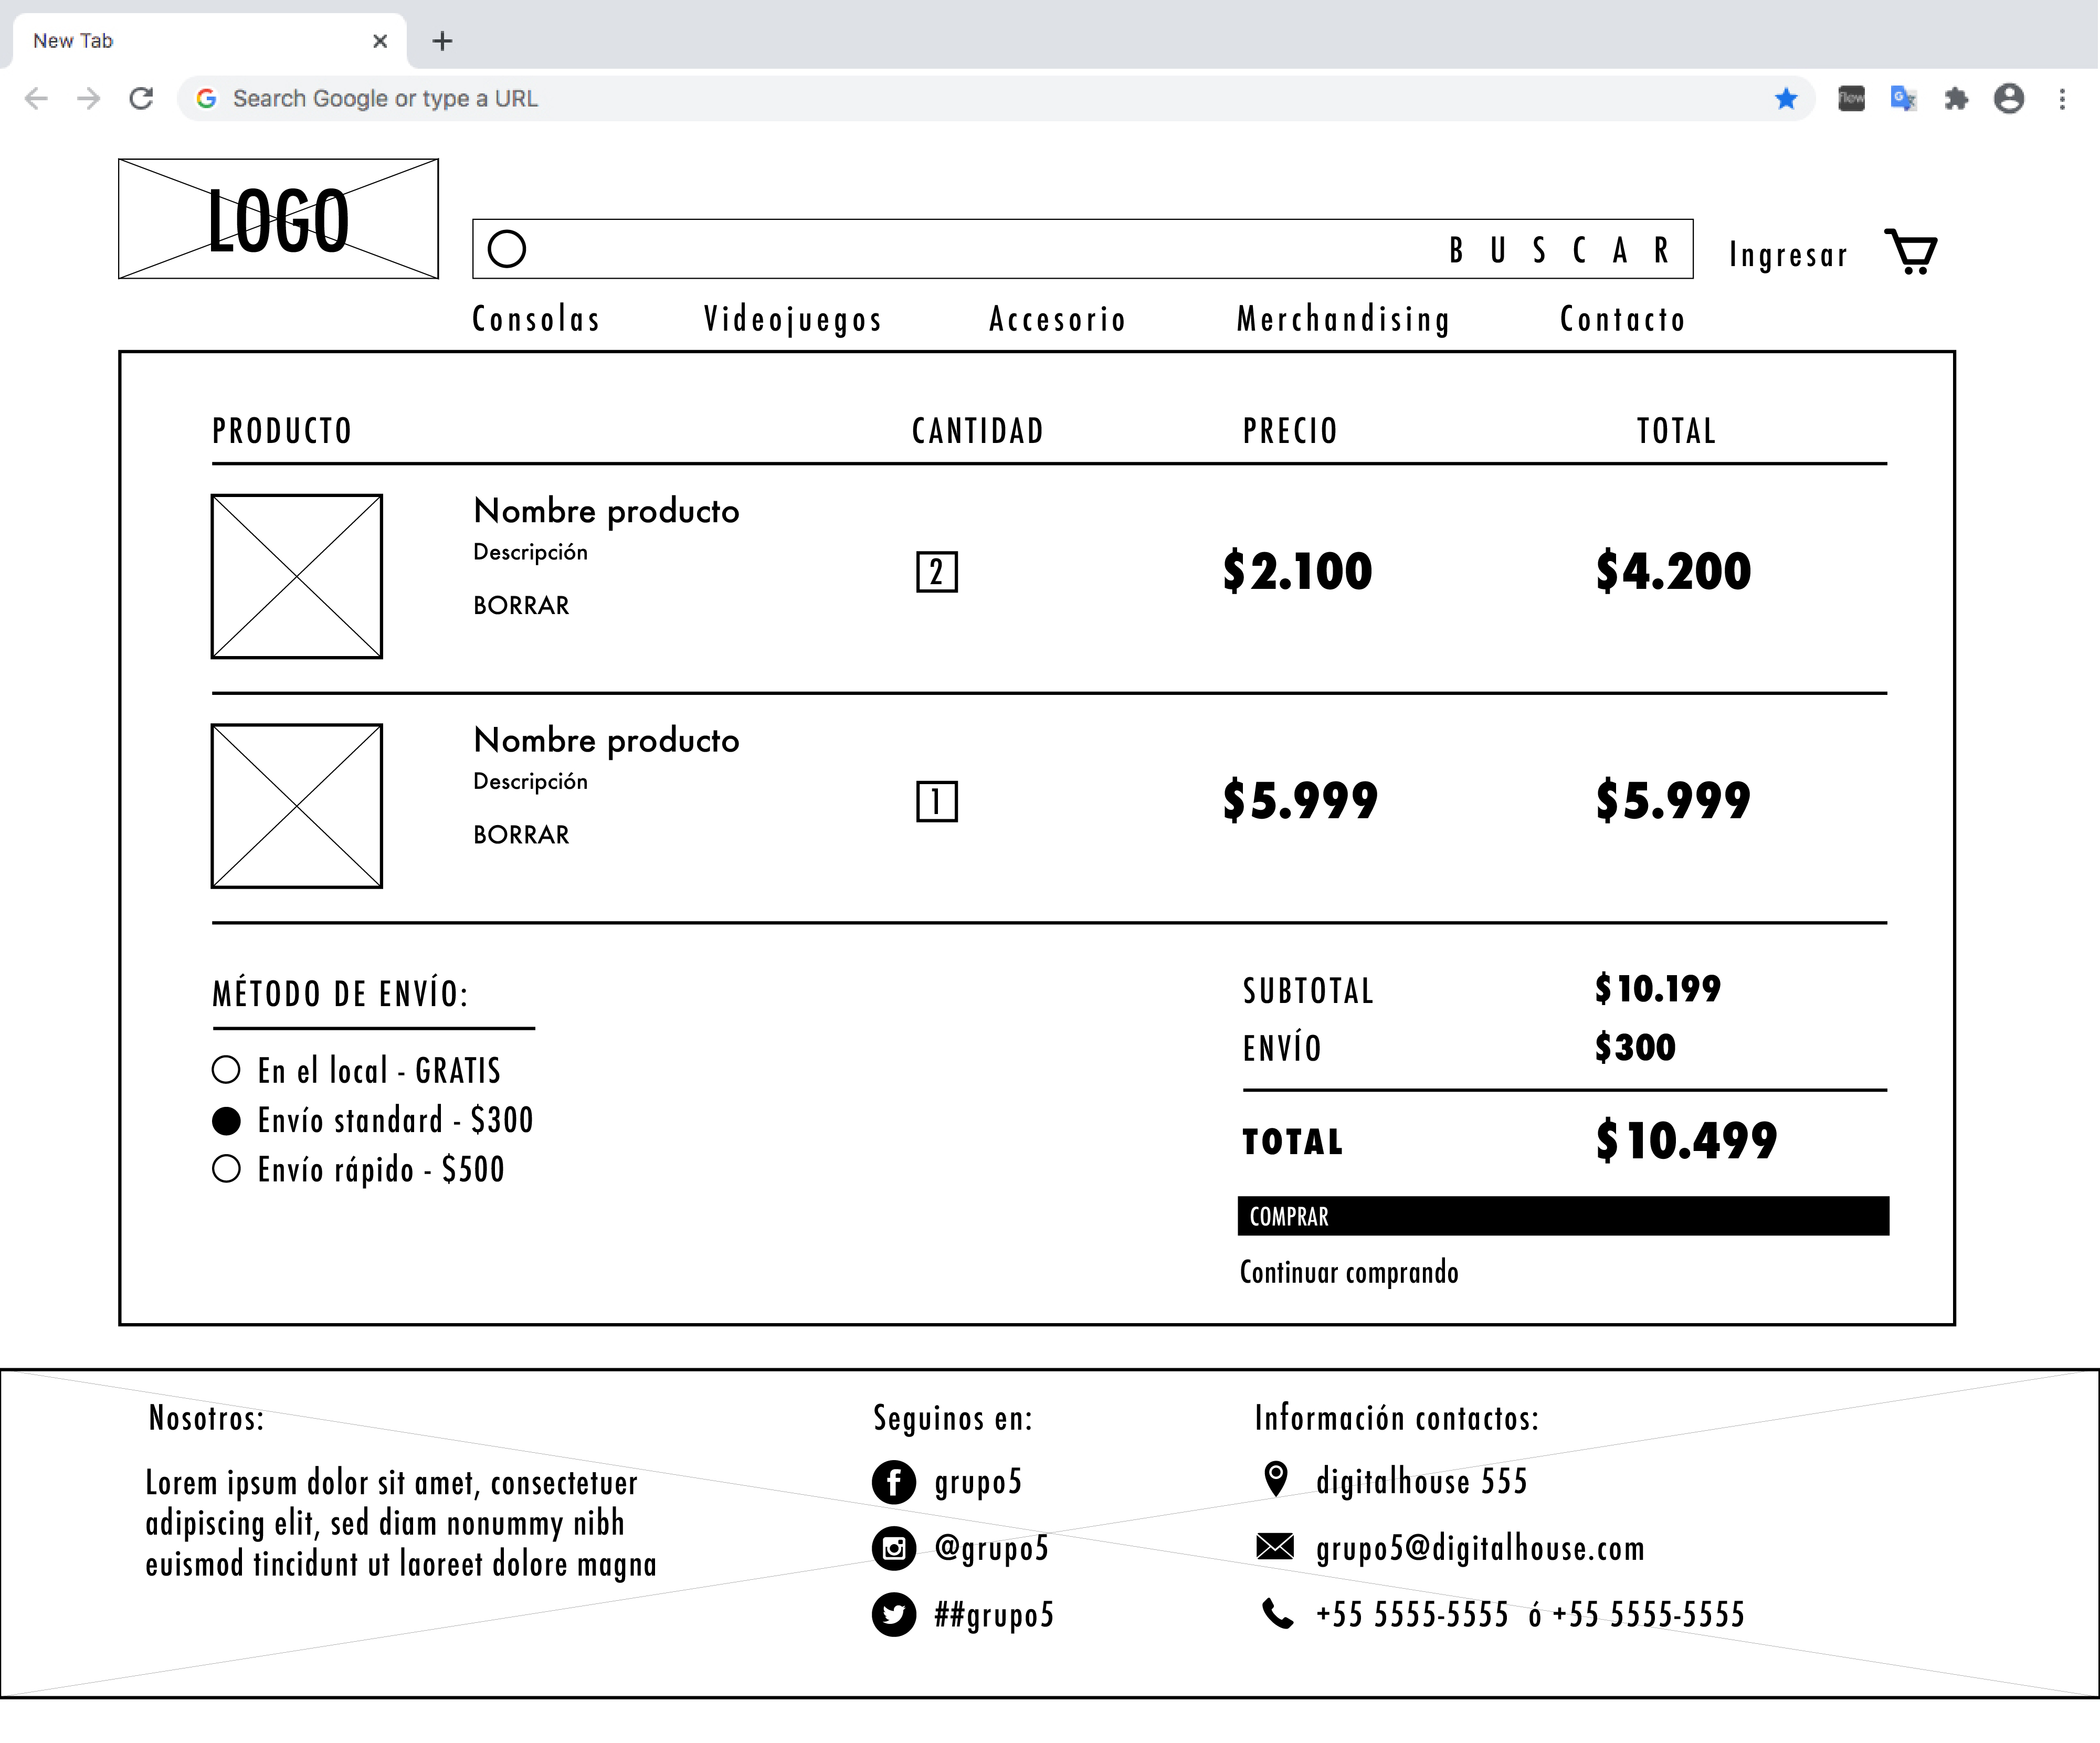 New Tab
Search Google or type a URL
flow
LOGO
BUSCAR
Ingresar
Consolas Videojuegos Accesorio Merchandising Contacto
PRODUCTO CANTIDAD PRECIO TOTAL
Nombre producto
Descripción
BORRAR
2 $2.100 $4.200
Nombre producto
Descripción
BORRAR
1 $5.999 $5.999
MÉTODO DE ENVÍO:
En el local - GRATIS
Envío standard - $300
Envío rápido - $500
SUBTOTAL $10.199
ENVÍO $300
TOTAL $10.499
COMPRAR
Continuar comprando
Nosotros:
Lorem ipsum dolor sit amet, consectetuer
adipiscing elit, sed diam nonummy nibh
euismod tincidunt ut laoreet dolore magna
Seguinos en:
grupo5
@grupo5
##grupo5
Información contactos:
digitalhouse 555
grupo5@digitalhouse.com
+55 5555-5555 ó +55 5555-5555